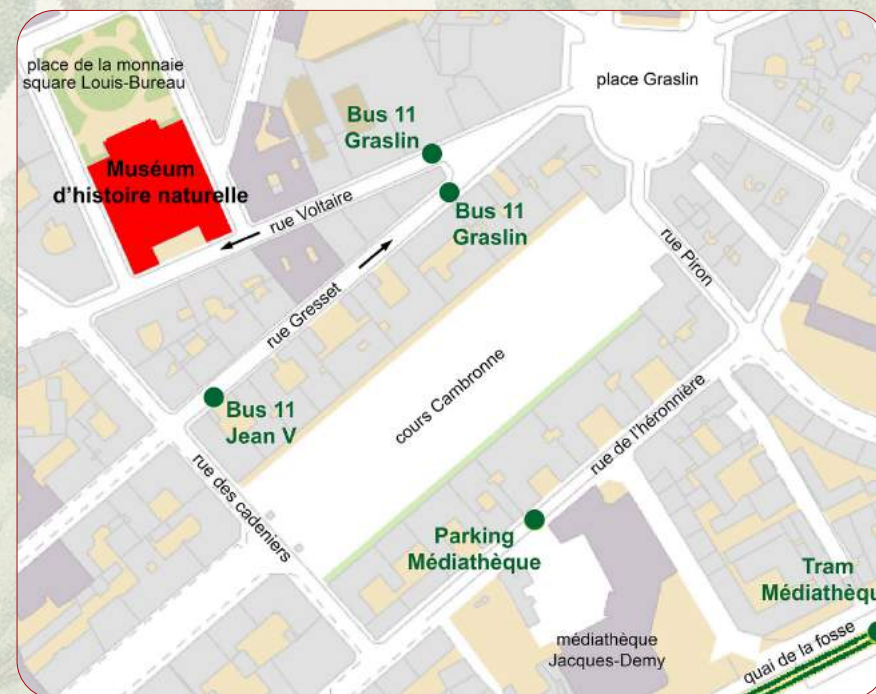 place de la monnaie
square Louis-Bureau
place Graslin
Bus 11
Graslin
Muséum
d'histoire naturelle
rue Voltaire
Bus 11
Graslin
rue Piron
rue Gresset
cours Cambronne
Bus 11
Jean V
rue de l'héronnière
rue des cadeniers
Parking
Médiathèque
Tram
Médiathèqu
médiathèque
Jacques-Demy
quai de la fosse